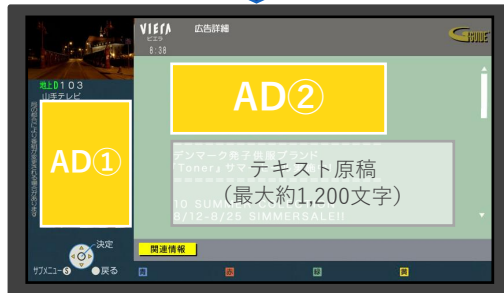 VIErA
ビエラ
8:38
広告詳細
GGUIDE
地上D103
山手テレビ
AD①
AD②
デンマーク発子供服ブランド
「Toner』サマー
テキスト原稿
(最大約1,200文字)
10 SUMMER
8/12-8/25 SIMMERSALE!!
決定
サブメニューS
戻る
関連情報
青
赤
緑
黄